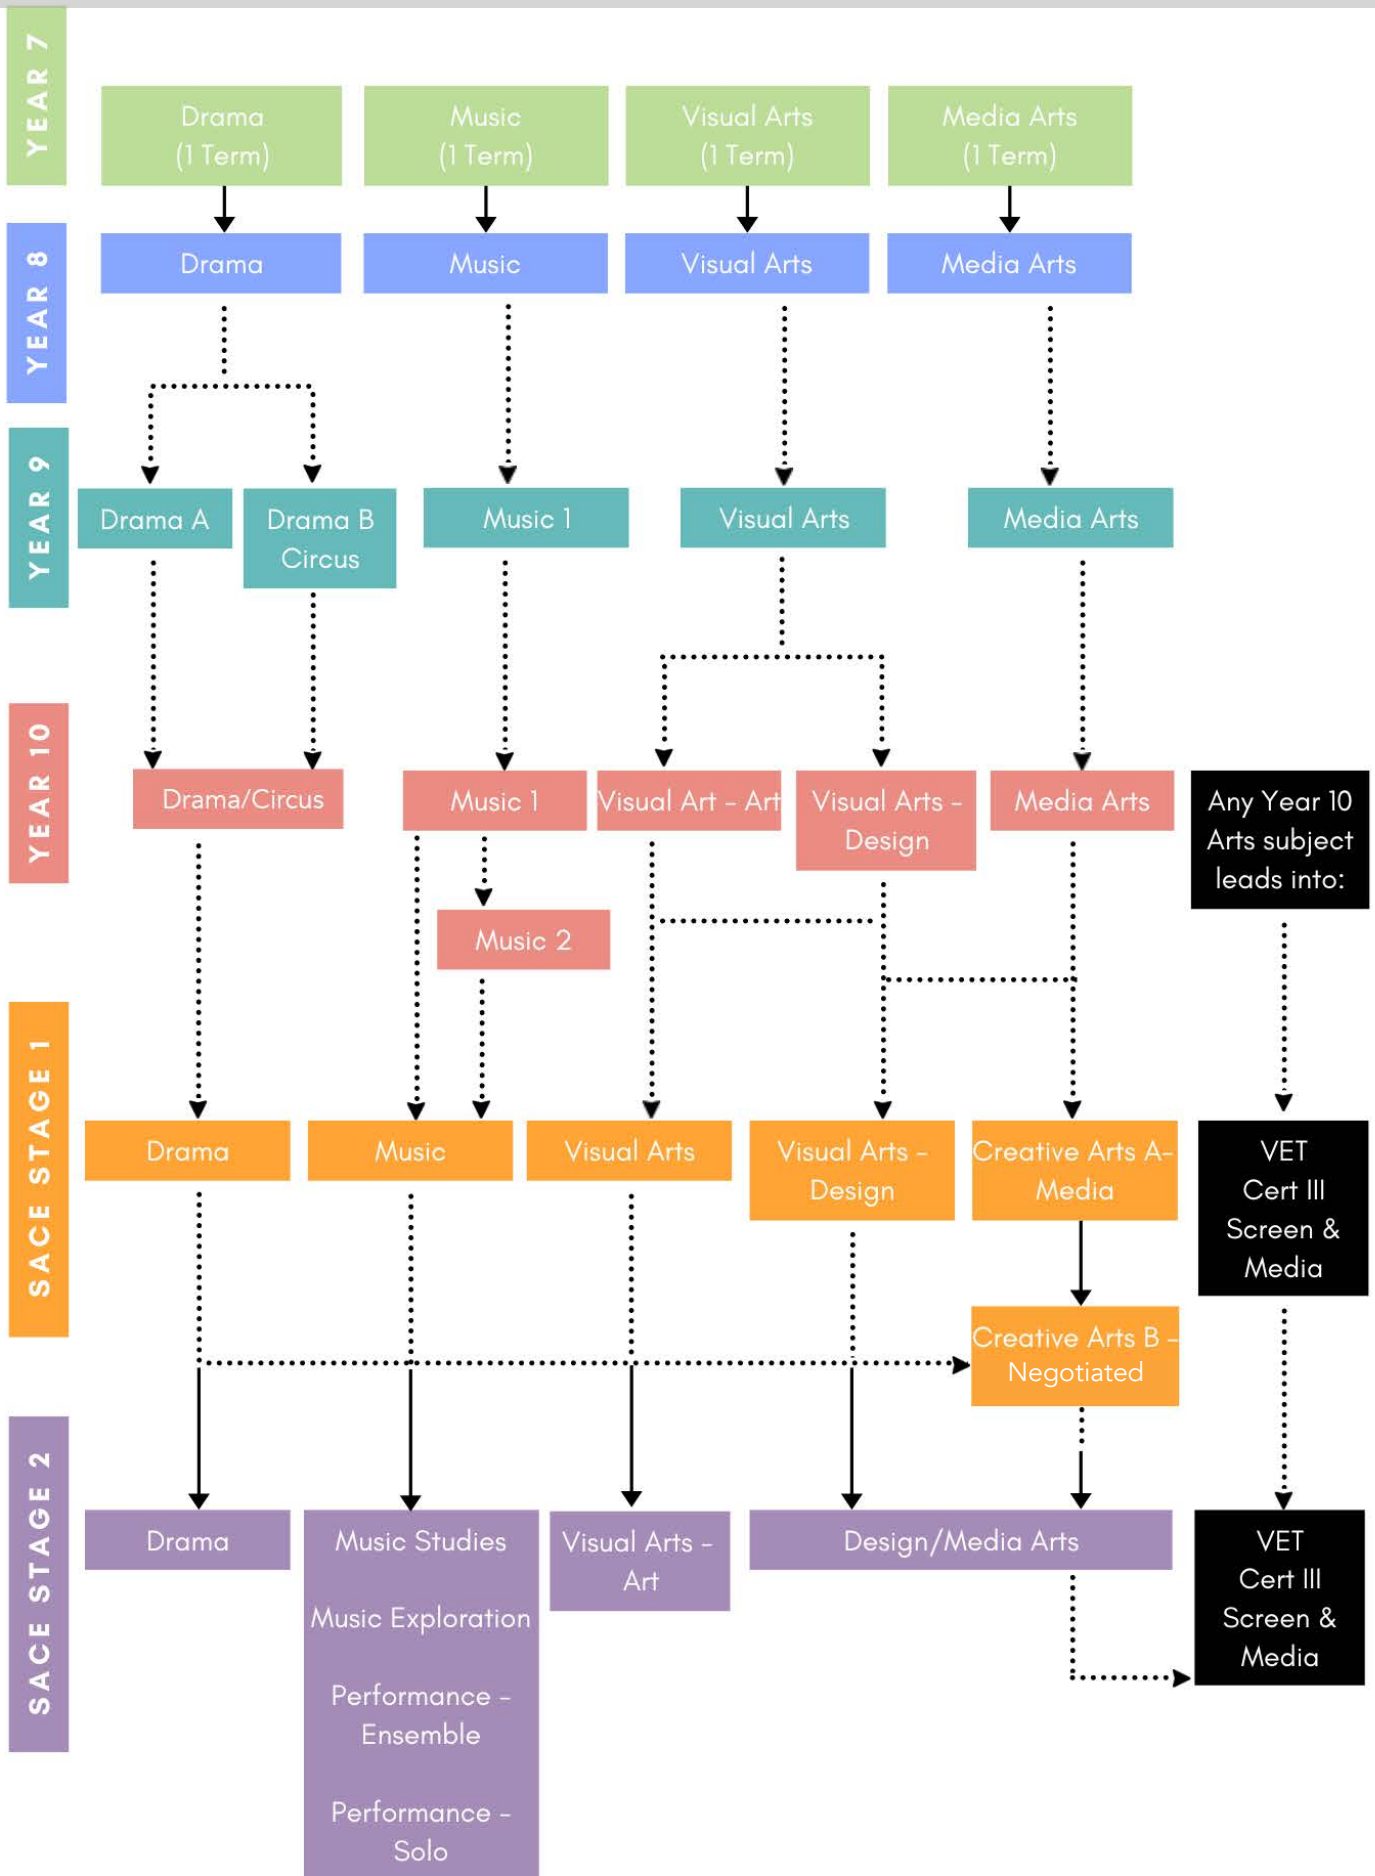 YEAR 7
Drama
(1 Term)
Music
(1 Term)
Visual Arts
(1 Term)
Media Arts
(1 Term)
YEAR 8
Drama
Music
Visual Arts
Media Arts
YEAR 9
Drama A
Drama B
Circus
Music 1
Visual Arts
Media Arts
YEAR 10
Drama/Circus
Music 1
Visual Art - Art
Visual Arts -
Design
Media Arts
Any Year 10
Arts subject
leads into:
Music 2
SACE STAGE 1
Drama
Music
Visual Arts
Visual Arts -
Design
Creative Arts A-
Media
VET
Cert III
Screen &
Media
Creative Arts B -
Negotiated
SACE STAGE 2
Drama
Music Studies
Music Exploration
Performance -
Ensemble
Performance -
Solo
Visual Arts -
Art
Design/Media Arts
VET
Cert III
Screen &
Media